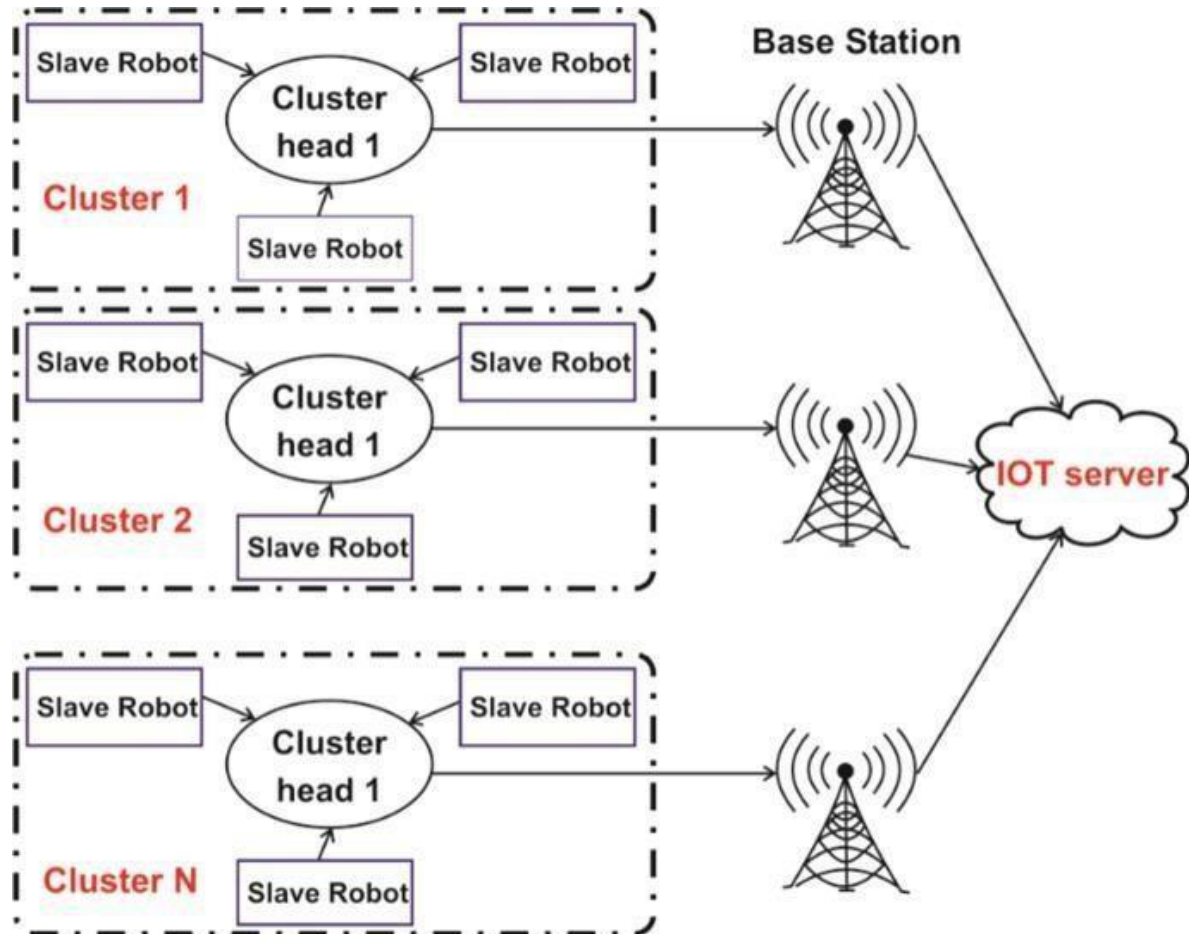 Slave Robot
Slave Robot
Base Station
Cluster
head 1
Cluster 1
Slave Robot
Slave Robot
Slave Robot
Cluster
head 1
IOT server
Cluster 2
Slave Robot
Slave Robot
Slave Robot
Cluster
head 1
Cluster N
Slave Robot